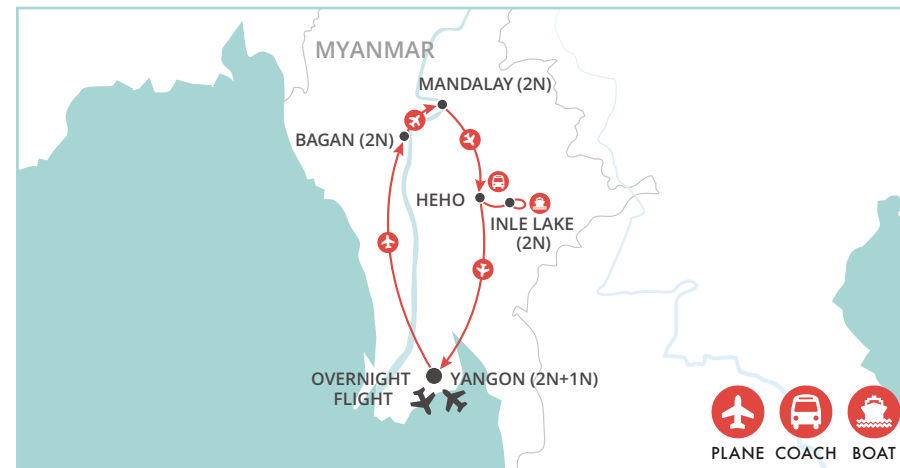 MYANMAR
MANDALAY (2N)
BAGAN (2N)
HEHO
INLE LAKE
(2N)
OVERNIGHT
FLIGHT
YANGON (2N+1N)
PLANE COACH BOAT